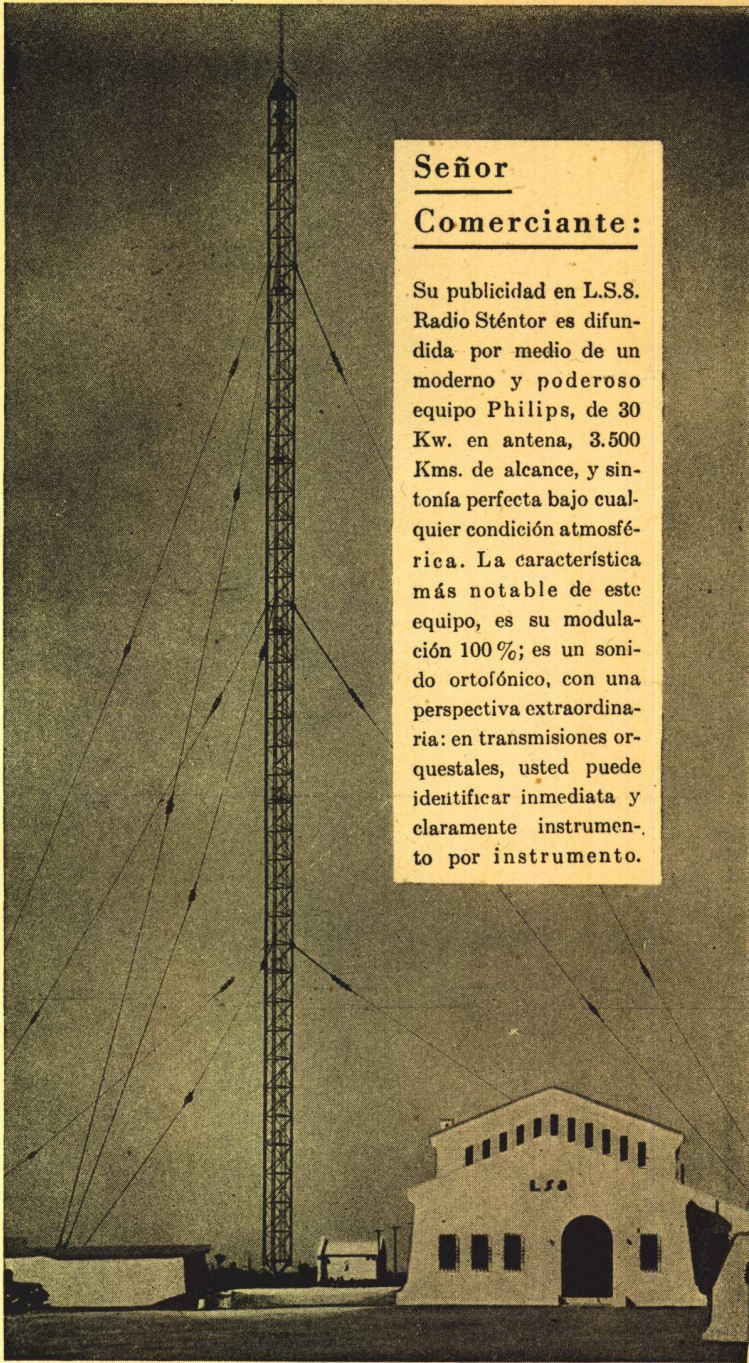 Señor
Comerciante:
Su publicidad en L.S.8.
Radio Sténtor es difun-
dida por medio de un
moderno y poderoso
equipo Philips, de 30
Kw. en antena, 3.500
Kms. de alcance, y sin-
tonía perfecta bajo cual-
quier condición atmosfé-
rica. La característica
más notable de este
equipo, es su modula-
ción 100 %; es un soni-
do ortofónico, con una
perspectiva extraordina-
ria: en transmisiones or-
questales, usted puede
identificar inmediata y
claramente instrumen-
to por instrumento.
LS8